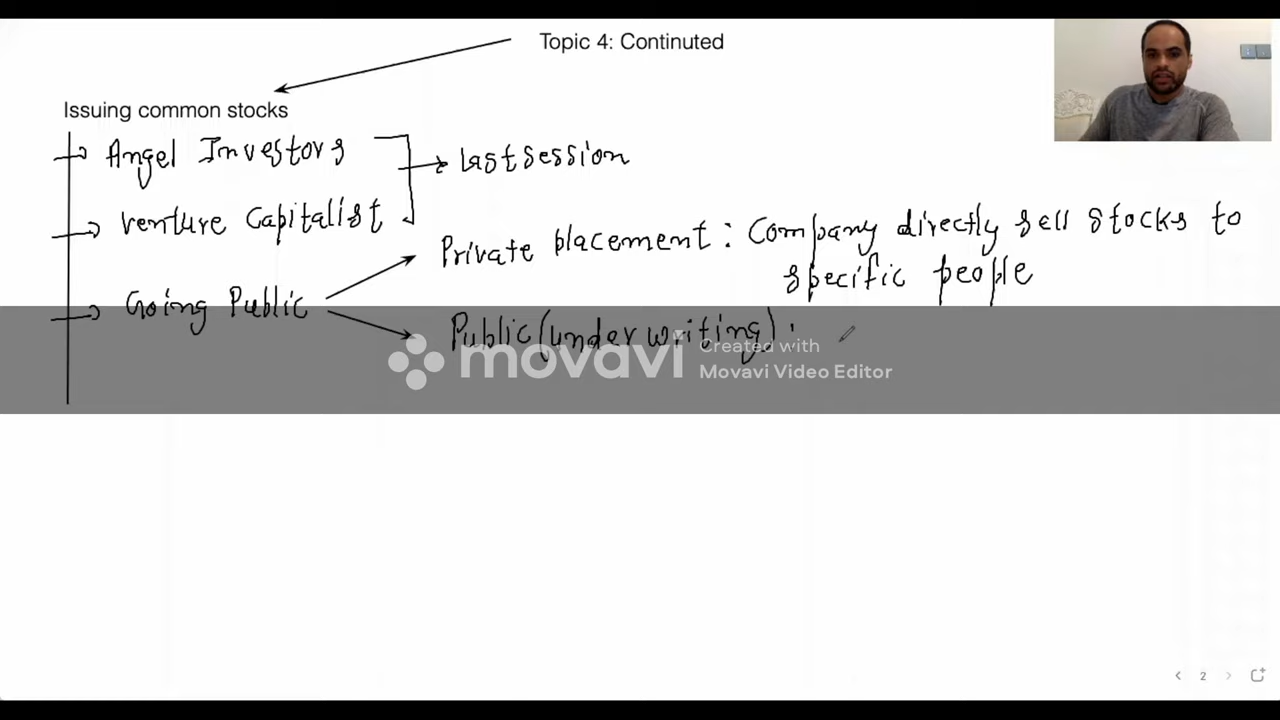 Topic 4: Continuted
Issuing common stocks
Angel Investors
Last session
Venture Capitalist
Private placement : Company directly sell stocks to
specific people
Going Public
Public (underwriting) :
movavi
Created with
Movavi Video Editor
2